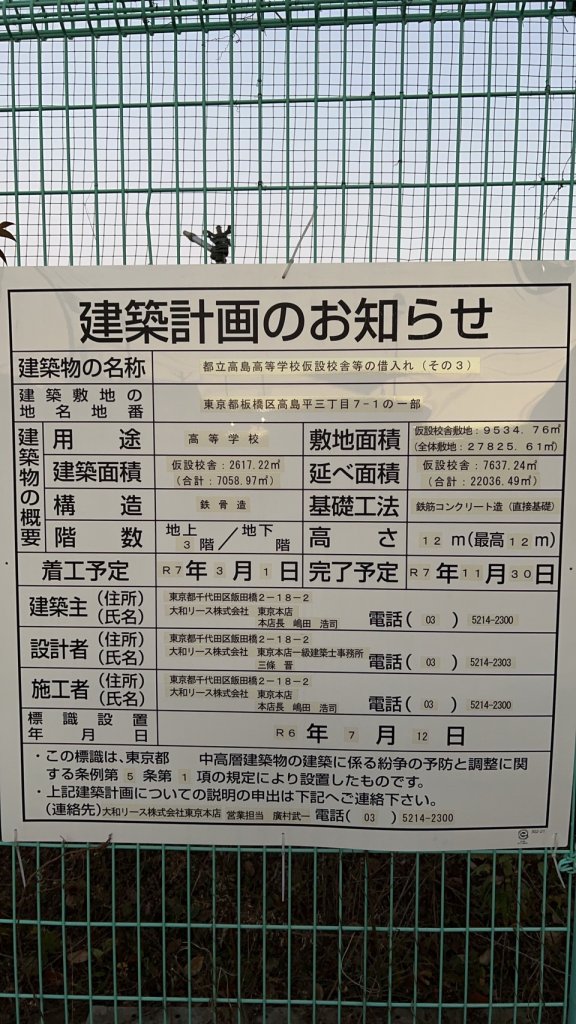 建築計画のお知らせ
建築物の名称 都立高島高等学校仮設校舎等の借入れ（その３）
建築敷地の
地名地番 東京都板橋区高島平三丁目７-１の一部
建築物の概要
用途 高等学校 敷地面積 仮設校舎敷地：９５３４．７６㎡
（全体敷地：２７８２５．６１㎡）
建築面積 仮設校舎：2617.22㎡
（合計：7058.97㎡） 延べ面積 仮設校舎：7637.24㎡
（合計：22036.49㎡）
構造 鉄骨造 基礎工法 鉄筋コンクリート造（直接基礎）
階数 地上 3 階／地下 階 高さ １２ m（最高１２m）
着工予定 R7年3月1日 完了予定 R7年11月30日
建築主（住所） 東京都千代田区飯田橋２－１８－２
（氏名） 大和リース株式会社 東京本店
本店長 嶋田 浩司 電話（ 03 ）5214-2300
設計者（住所） 東京都千代田区飯田橋２－１８－２
（氏名） 大和リース株式会社 東京本店一級建築士事務所
三條 晋 電話（ 03 ）5214-2303
施工者（住所） 東京都千代田区飯田橋２－１８－２
（氏名） 大和リース株式会社 東京本店
本店長 嶋田 浩司 電話（ 03 ）5214-2300
標識設置
年月日 R6 年 7 月 12 日
・この標識は、東京都 中高層建築物の建築に係る紛争の予防と調整に関
する条例第 5 条第 1 項の規定により設置したものです。
・上記建築計画についての説明の申出は下記へご連絡下さい。
（連絡先）大和リース株式会社東京本店 営業担当 廣村武一 電話（ 03 ）5214-2300